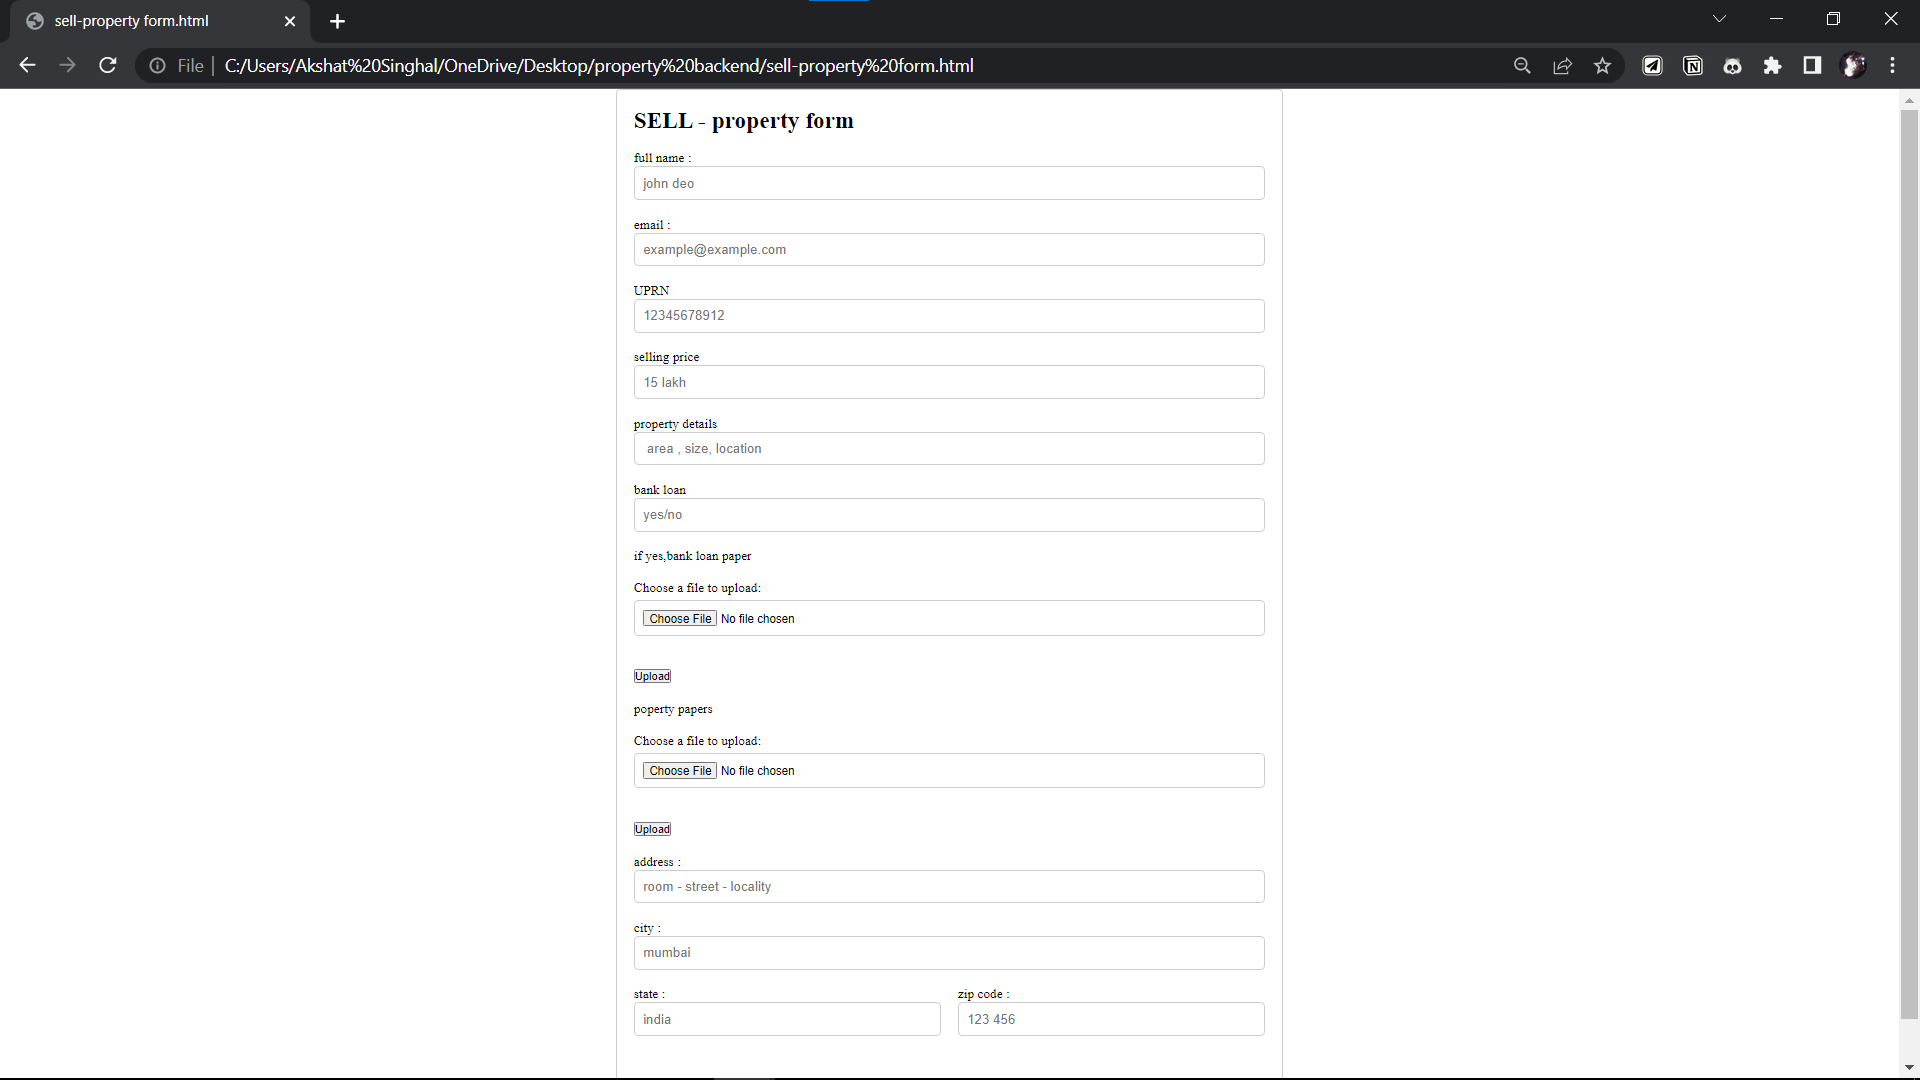 sell-property form.html
File | C:/Users/Akshat%20Singhal/OneDrive/Desktop/property%20backend/sell-property%20form.html
SELL - property form
full name :
john deo
email :
example@example.com
UPRN
12345678912
selling price
15 lakh
property details
area , size, location
bank loan
yes/no
if yes,bank loan paper
Choose a file to upload:
Choose File No file chosen
Upload
poperty papers
Choose a file to upload:
Choose File No file chosen
Upload
address :
room - street - locality
city :
mumbai
state : zip code :
india 123 456